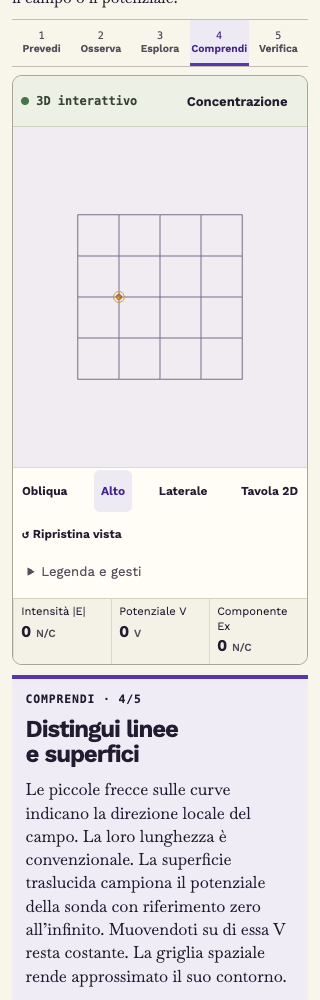 il campo o il potenziale.
1 2 3 4 5
Prevedi Osserva Esplora Comprendi Verifica
3D interattivo Concentrazione
Obliqua Alto Laterale Tavola 2D
↺ Ripristina vista
▶ Legenda e gesti
Intensità |E| Potenziale V Componente Ex
0 N/C 0 V 0 N/C
COMPRENDI · 4/5
Distingui linee
e superfici
Le piccole frecce sulle curve
indicano la direzione locale del
campo. La loro lunghezza è
convenzionale. La superficie
traslucida campiona il potenziale
della sonda con riferimento zero
all’infinito. Muovendoti su di essa V
resta costante. La griglia spaziale
rende approssimato il suo contorno.